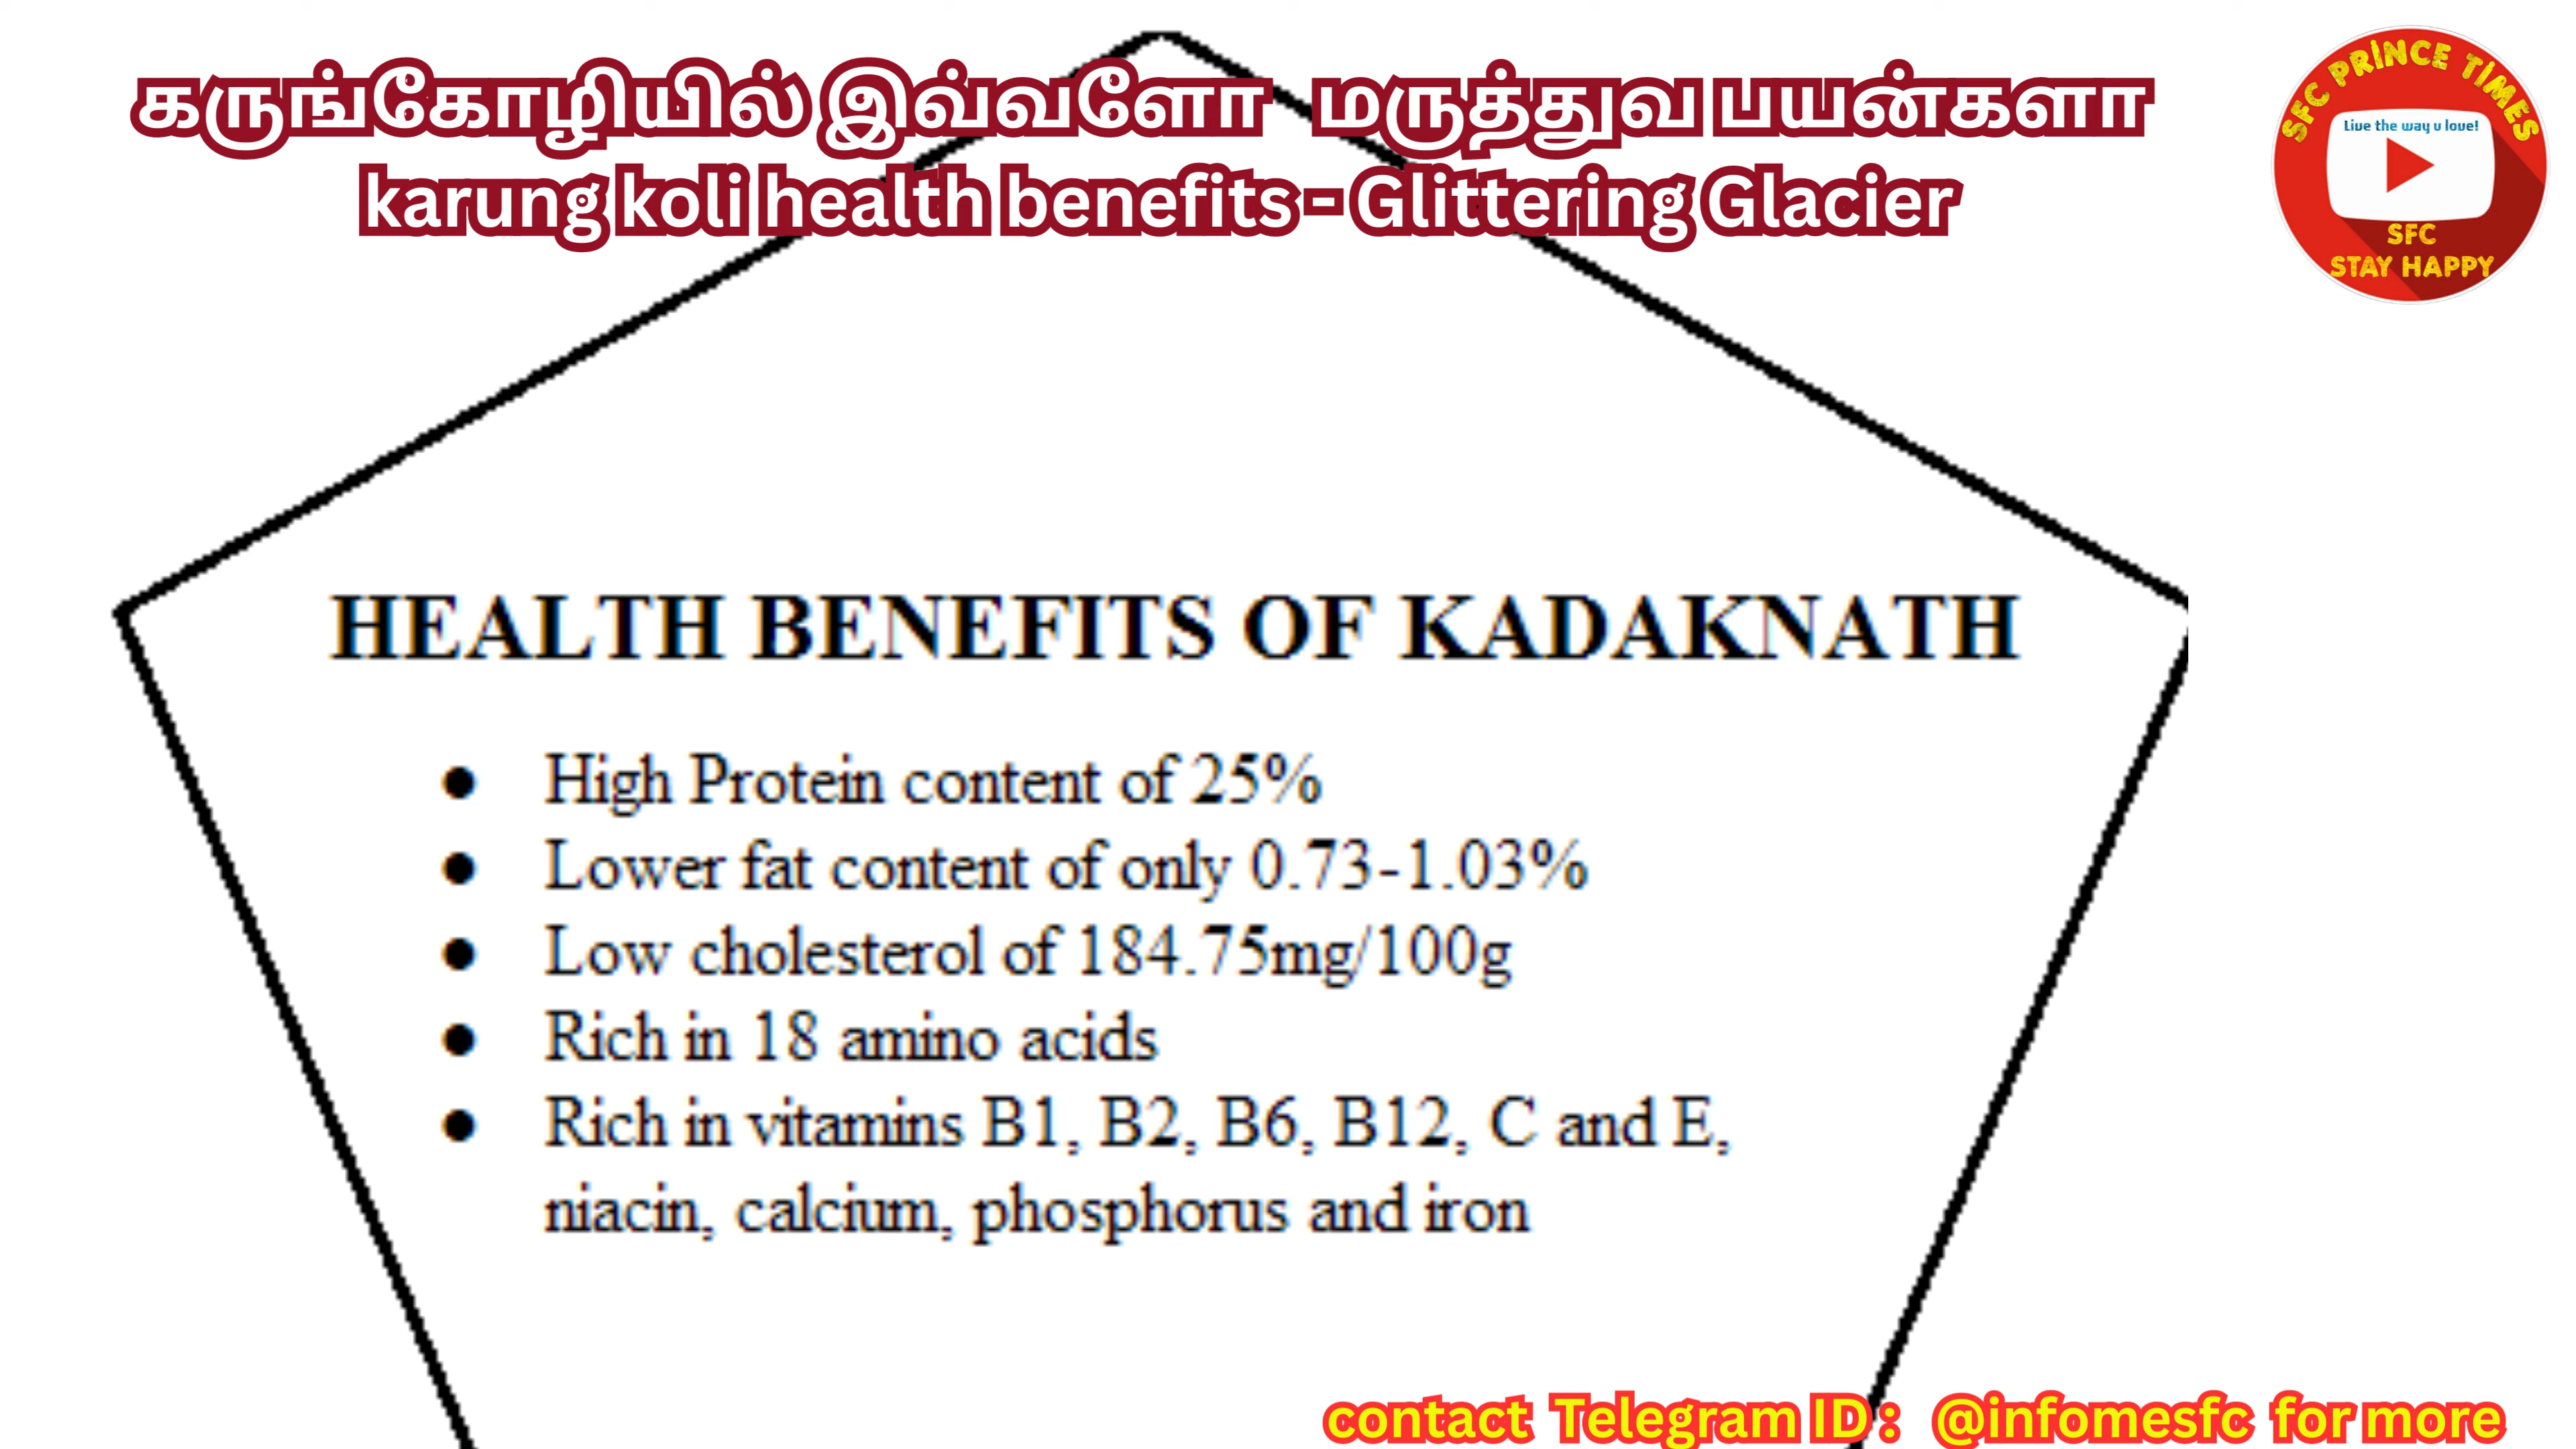 கருங்கோழியில் இவ்வளோ மருத்துவ பயன்களா
karung koli health benefits - Glittering Glacier
SFC PRINCE TIMES
Live the way u love!
SFC
STAY HAPPY
HEALTH BENEFITS OF KADAKNATH
● High Protein content of 25%
● Lower fat content of only 0.73-1.03%
● Low cholesterol of 184.75mg/100g
● Rich in 18 amino acids
● Rich in vitamins B1, B2, B6, B12, C and E,
niacin, calcium, phosphorus and iron
contact Telegram ID : @infomesfc for more